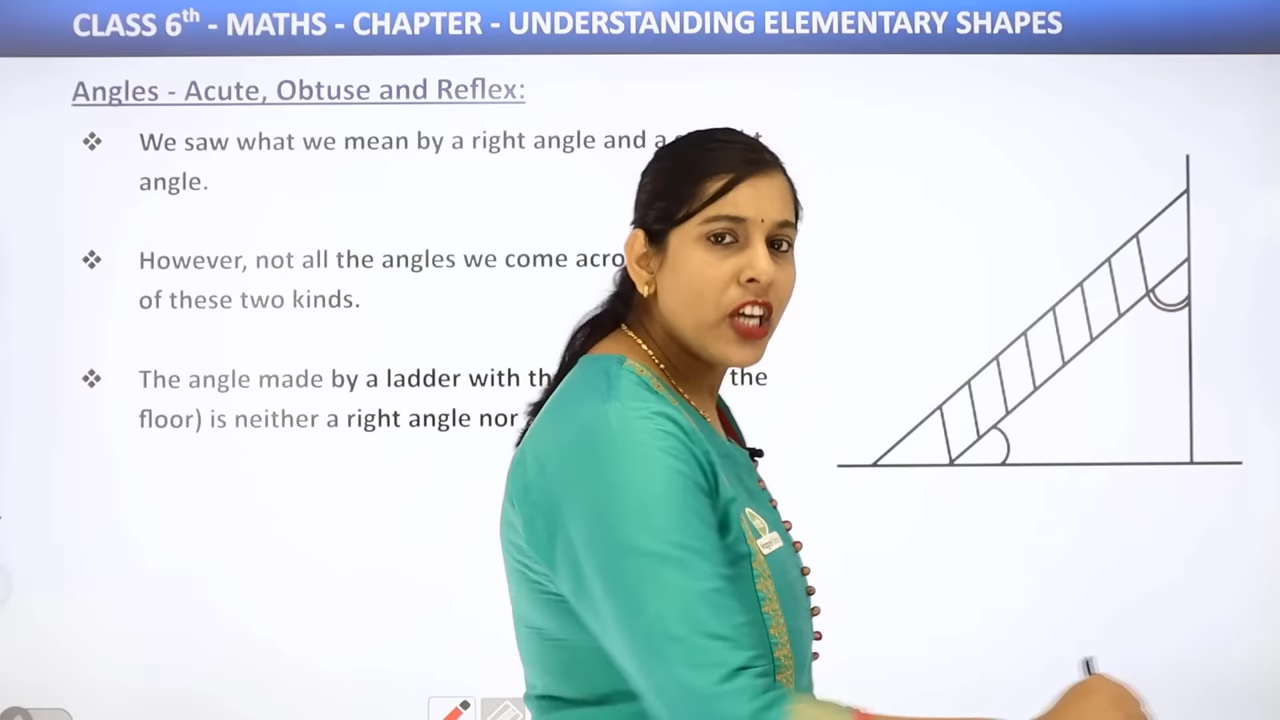 CLASS 6th - MATHS - CHAPTER - UNDERSTANDING ELEMENTARY SHAPES
Angles - Acute, Obtuse and Reflex:
❖ We saw what we mean by a right angle and a
angle.
❖ However, not all the angles we come
of these two kinds.
❖ The angle made by a ladder with the
floor) is neither a right angle nor